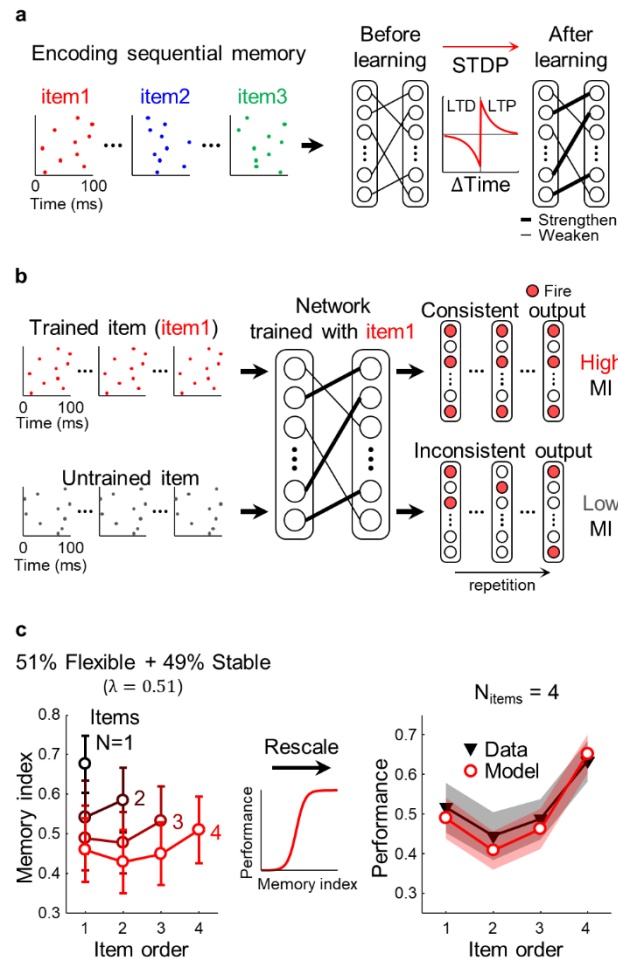 a
Encoding sequential memory
item1
item2
item3
0 100
Time (ms)
Before learning
STDP
After learning
LTD LTP
ΔTime
Strengthen
Weaken
b
Trained item (item1)
0 100
Time (ms)
Untrained item
0 100
Time (ms)
Network
trained with item1
Fire
Consistent output
High
MI
Inconsistent output
Low
MI
repetition
c
51% Flexible + 49% Stable
(λ = 0.51)
Items
N=1
2
3
4
Memory index
0.8
0.7
0.6
0.5
0.4
0.3
1 2 3 4
Item order
Rescale
Performance
Memory index
Nitems = 4
Data
Model
Performance
0.7
0.6
0.5
0.4
0.3
1 2 3 4
Item order